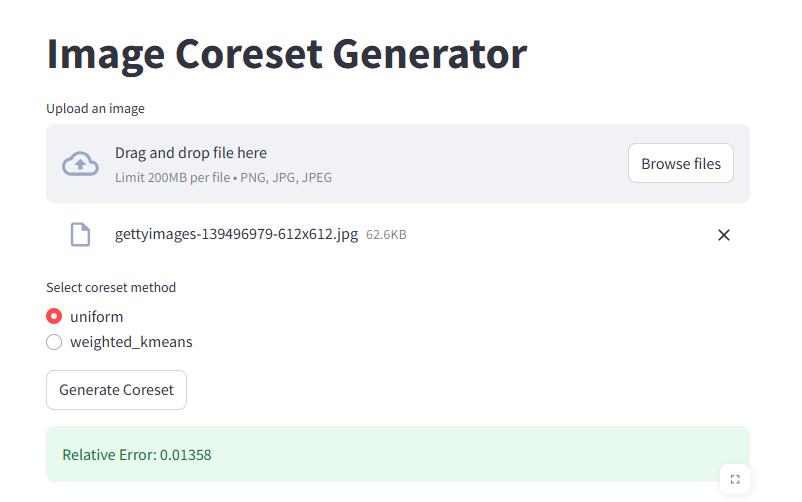 Image Coreset Generator
Upload an image
Drag and drop file here
Limit 200MB per file • PNG, JPG, JPEG
Browse files
gettyimages-139496979-612x612.jpg 62.6KB
Select coreset method
uniform
weighted_kmeans
Generate Coreset
Relative Error: 0.01358